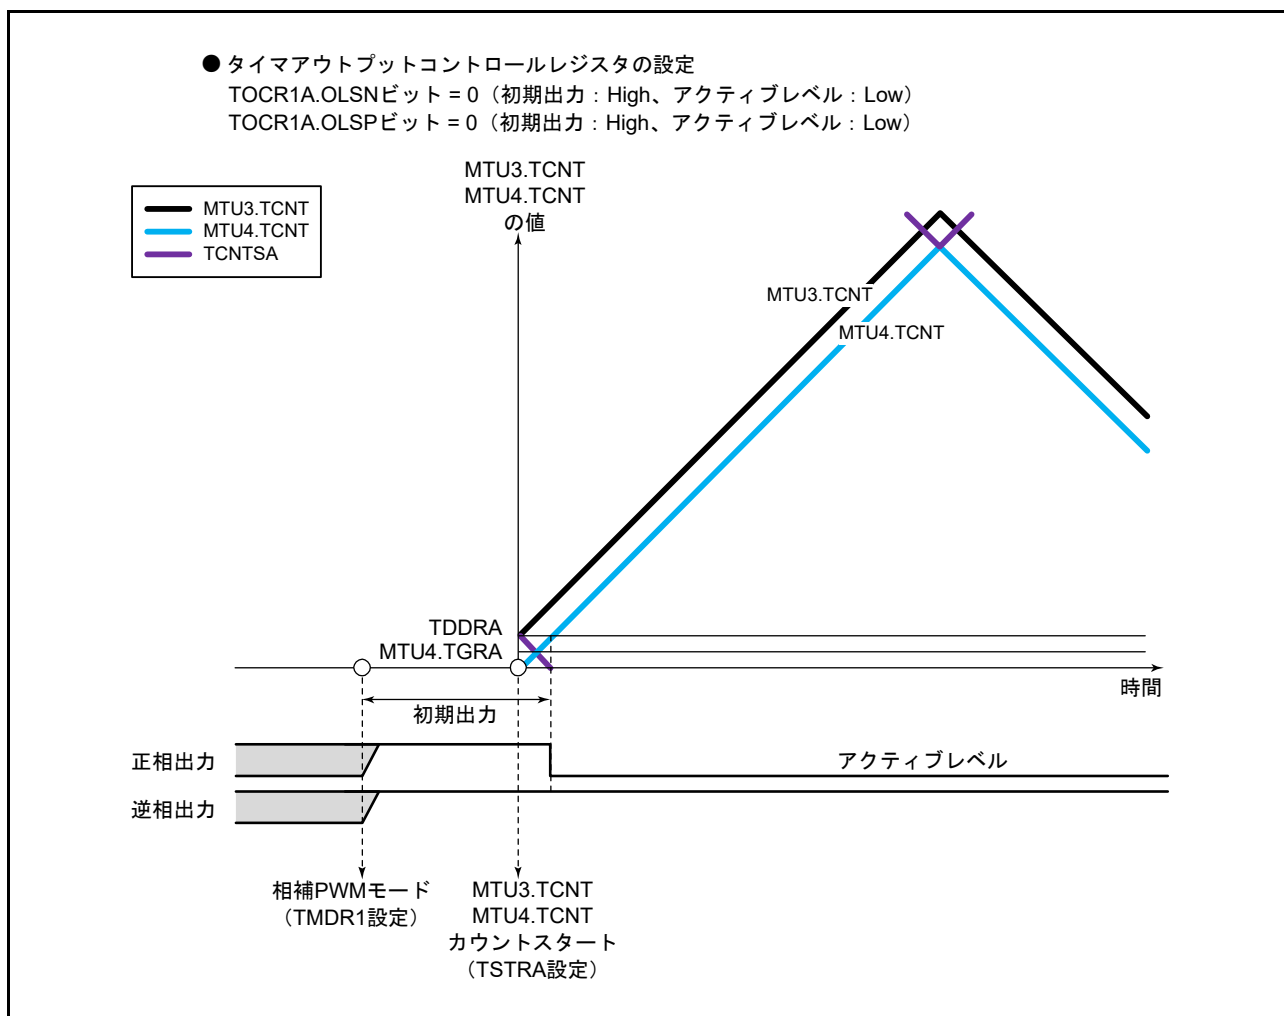 ● タイマアウトプットコントロールレジスタの設定
TOCR1A.OLSNビット = 0（初期出力：High、アクティブレベル：Low）
TOCR1A.OLSPビット = 0（初期出力：High、アクティブレベル：Low）
MTU3.TCNT
MTU4.TCNT
の値
MTU3.TCNT
MTU4.TCNT
TCNTSA
MTU3.TCNT
MTU4.TCNT
TDDRA
MTU4.TGRA
時間
初期出力
正相出力
アクティブレベル
逆相出力
相補PWMモード
（TMDR1設定）
MTU3.TCNT
MTU4.TCNT
カウントスタート
（TSTRA設定）